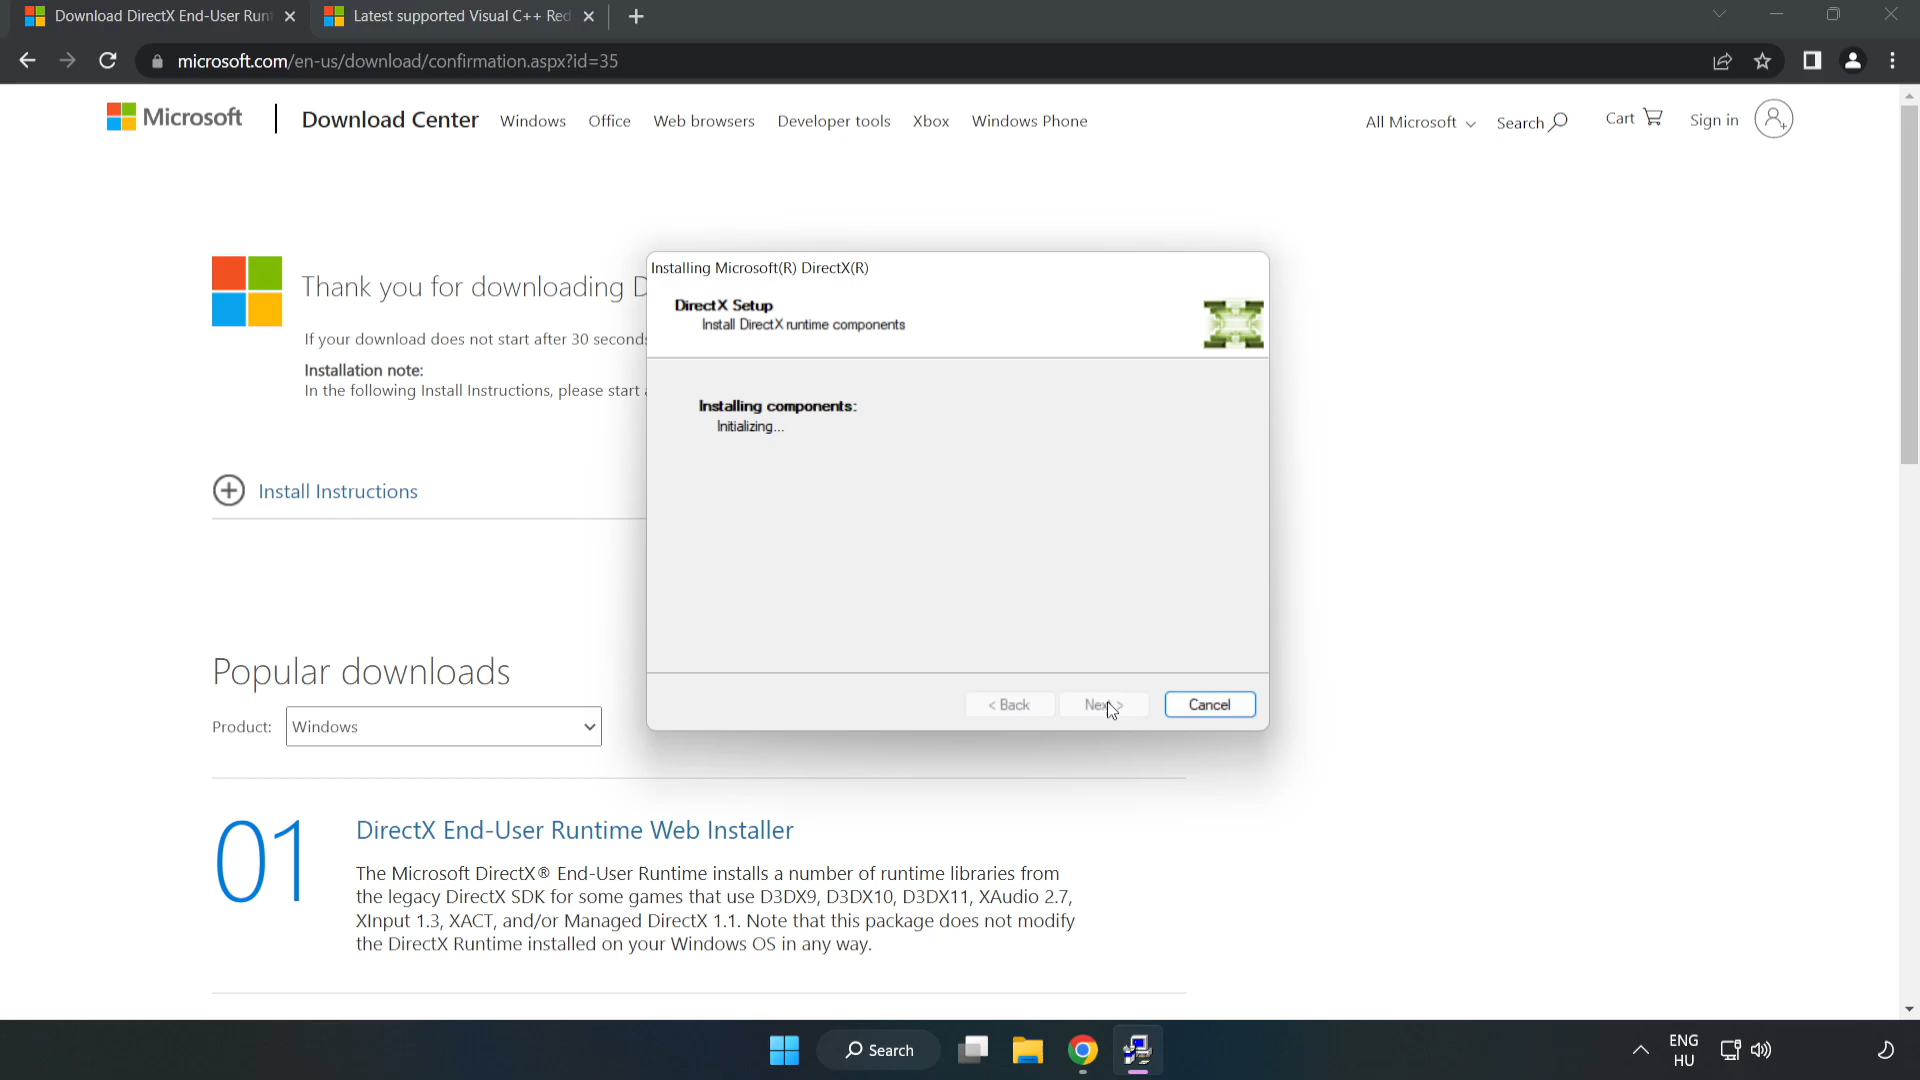 Download DirectX End-User Runt
Latest supported Visual C++ Red
microsoft.com/en-us/download/confirmation.aspx?id=35
Microsoft
Download Center
Windows
Office
Web browsers
Developer tools
Xbox
Windows Phone
All Microsoft
Search
Cart
Sign in
Thank you for downloading D
If your download does not start after 30 seconds
Installation note:
In the following Install Instructions, please start a
Install Instructions
Installing Microsoft(R) DirectX(R)
DirectX Setup
Install DirectX runtime components
Installing components:
Initializing...
< Back
Next >
Cancel
Popular downloads
Product:
Windows
01
DirectX End-User Runtime Web Installer
The Microsoft DirectX® End-User Runtime installs a number of runtime libraries from
the legacy DirectX SDK for some games that use D3DX9, D3DX10, D3DX11, XAudio 2.7,
XInput 1.3, XACT, and/or Managed DirectX 1.1. Note that this package does not modify
the DirectX Runtime installed on your Windows OS in any way.
Search
ENG
HU